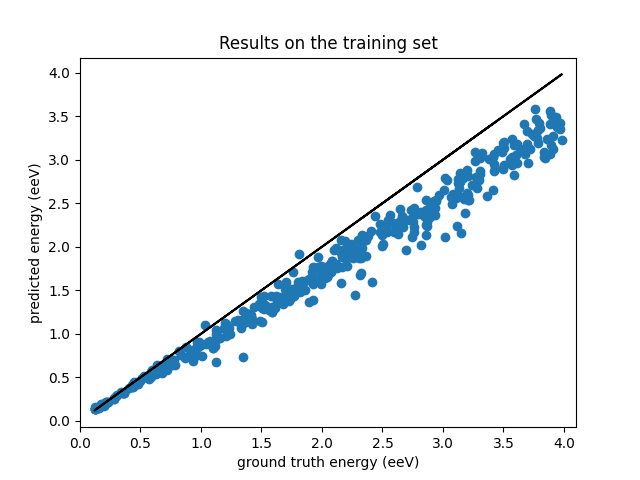 Results on the training set
4.0
3.5
3.0
2.5
2.0
1.5
1.0
0.5
0.0
predicted energy (eeV)
0.0 0.5 1.0 1.5 2.0 2.5 3.0 3.5 4.0
ground truth energy (eeV)